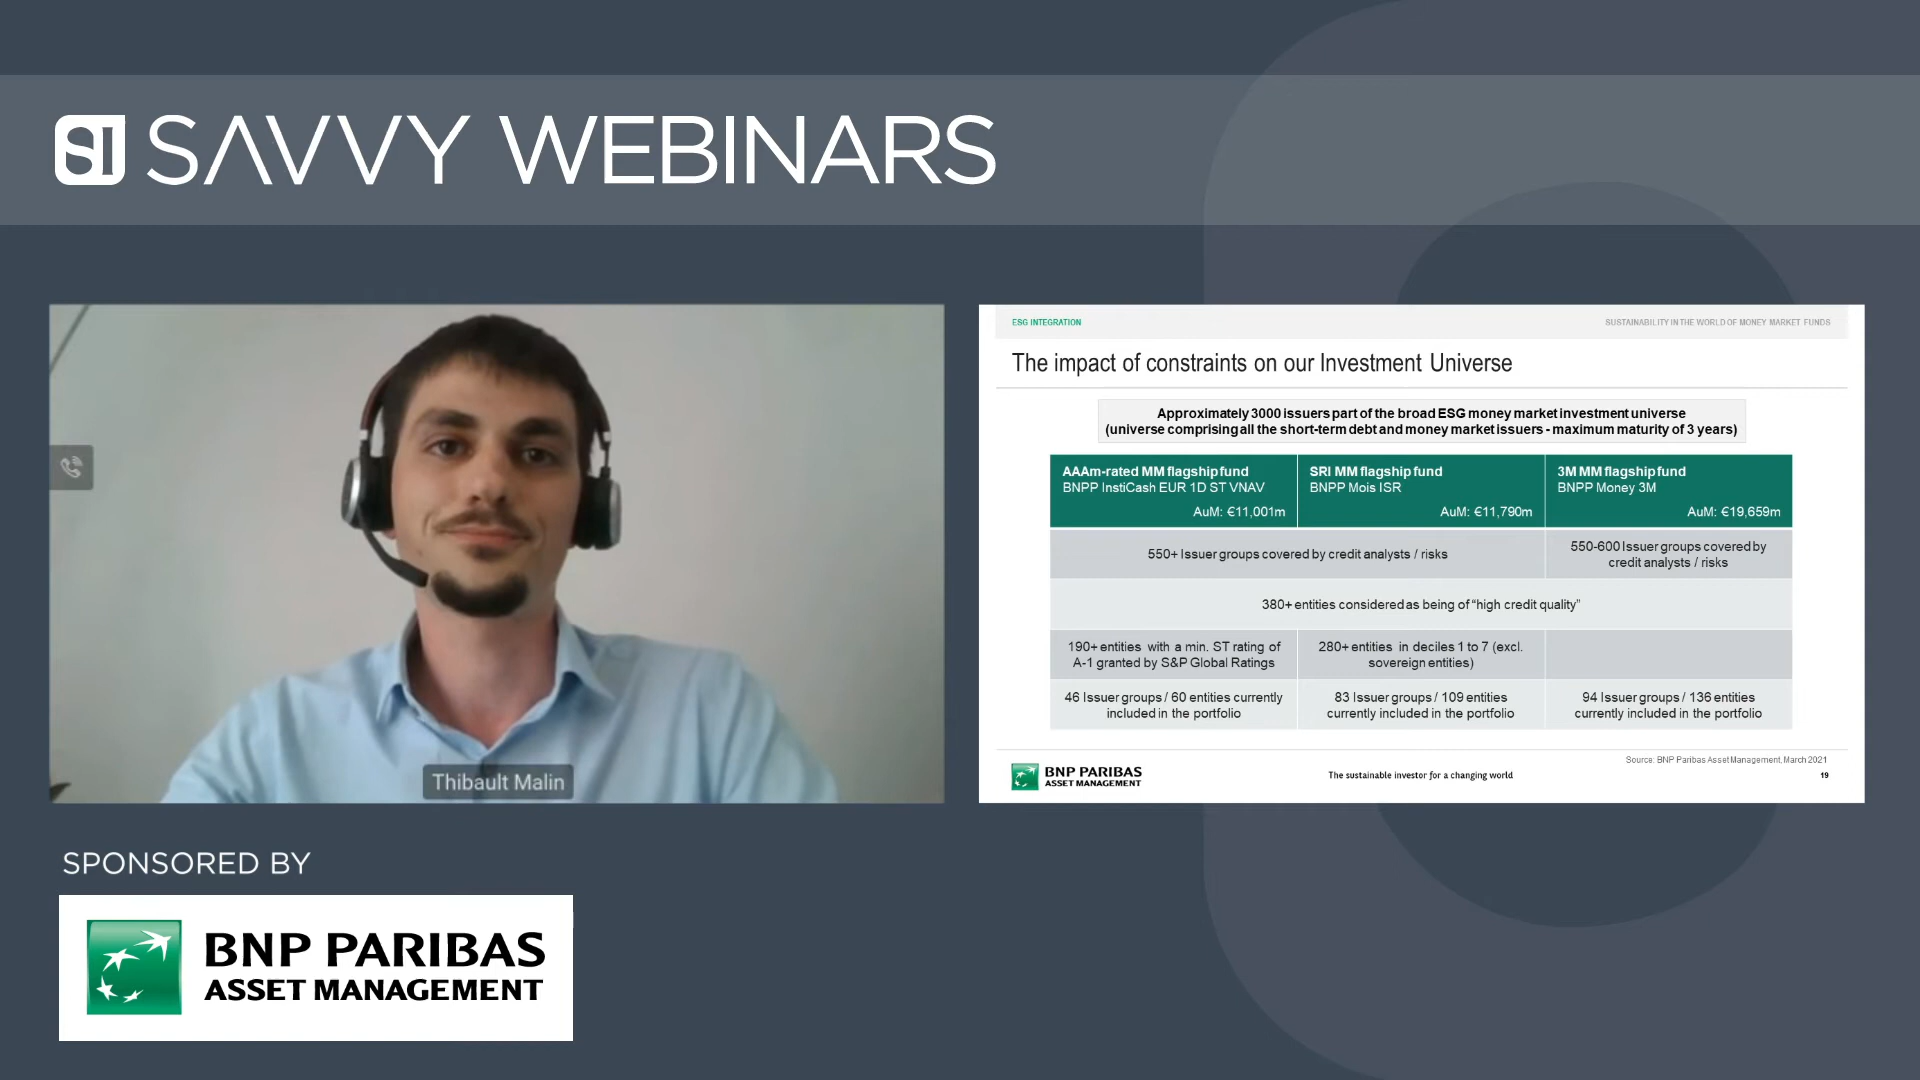 SI SAVVY WEBINARS
Thibault Malin
ESG INTEGRATION
SUSTAINABILITY IN THE WORLD OF MONEY MARKET FUNDS
The impact of constraints on our Investment Universe
Approximately 3000 issuers part of the broad ESG money market investment universe
(universe comprising all the short-term debt and money market issuers - maximum maturity of 3 years)
AAAm-rated MM flagship fund
BNPP InstiCash EUR 1D ST VNAV
AuM: €11,001m
SRI MM flagship fund
BNPP Mois ISR
AuM: €11,790m
3M MM flagship fund
BNPP Money 3M
AuM: €19,659m
550+ Issuer groups covered by credit analysts / risks
550-600 Issuer groups covered by
credit analysts / risks
380+ entities considered as being of “high credit quality”
190+ entities with a min. ST rating of
A-1 granted by S&P Global Ratings
280+ entities in deciles 1 to 7 (excl.
sovereign entities)
46 Issuer groups / 60 entities currently
included in the portfolio
83 Issuer groups / 109 entities
currently included in the portfolio
94 Issuer groups / 136 entities
currently included in the portfolio
Source: BNP Paribas Asset Management, March 2021
BNP PARIBAS
ASSET MANAGEMENT
The sustainable investor for a changing world
19
SPONSORED BY
BNP PARIBAS
ASSET MANAGEMENT